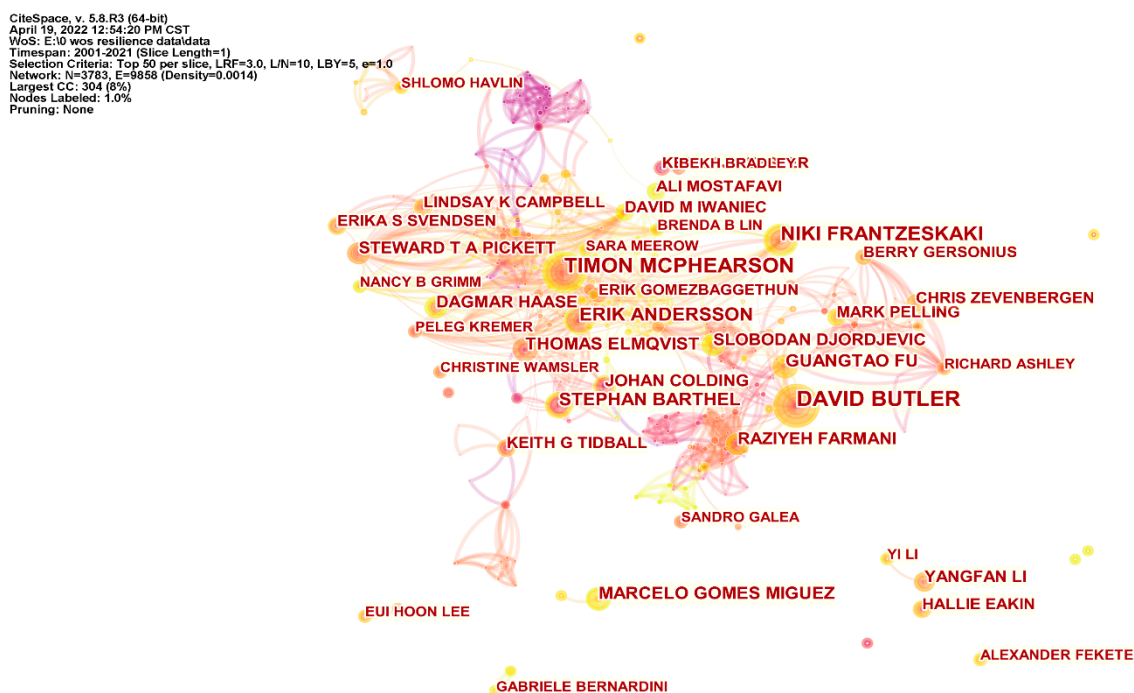 CiteSpace, v. 5.8.R3 (64-bit)
April 19, 2022 12:54:20 PM CST
WoS: E:\0 wos resilience data\data
Timespan: 2001-2021 (Slice Length=1)
Selection Criteria: Top 50 per slice, LRF=3.0, L/N=10, LBY=5, e=1.0
Network: N=3783, E=9858 (Density=0.0014)
Largest CC: 304 (8%)
Nodes Labeled: 1.0%
Pruning: None
SHLOMO HAVLIN
BEKH BRADLEY
ALI MOSTAFAVI
LINDSAY K CAMPBELL
DAVID M IWANIEC
ERIKA S SVENDSEN
BRENDA B LIN
NIKI FRANTZESKAKI
STEWARD T A PICKETT
SARA MEEROW
BERRY GERSONIUS
TIMON MCPHEARSON
NANCY B GRIMM
ERIK GOMEZBAGGETHUN
DAGMAR HAASE
CHRIS ZEVENBERGEN
ERIK ANDERSSON
MARK PELLING
PELEG KREMER
THOMAS ELMQVIST
SLOBODAN DJORDJEVIC
GUANGTAO FU
RICHARD ASHLEY
CHRISTINE WAMSLER
JOHAN COLDING
STEPHAN BARTHEL
DAVID BUTLER
KEITH G TIDBALL
RAZIYEH FARMANI
SANDRO GALEA
YI LI
YANGFAN LI
MARCELO GOMES MIGUEZ
HALLIE EAKIN
EUI HOON LEE
ALEXANDER FEKETE
GABRIELE BERNARDINI